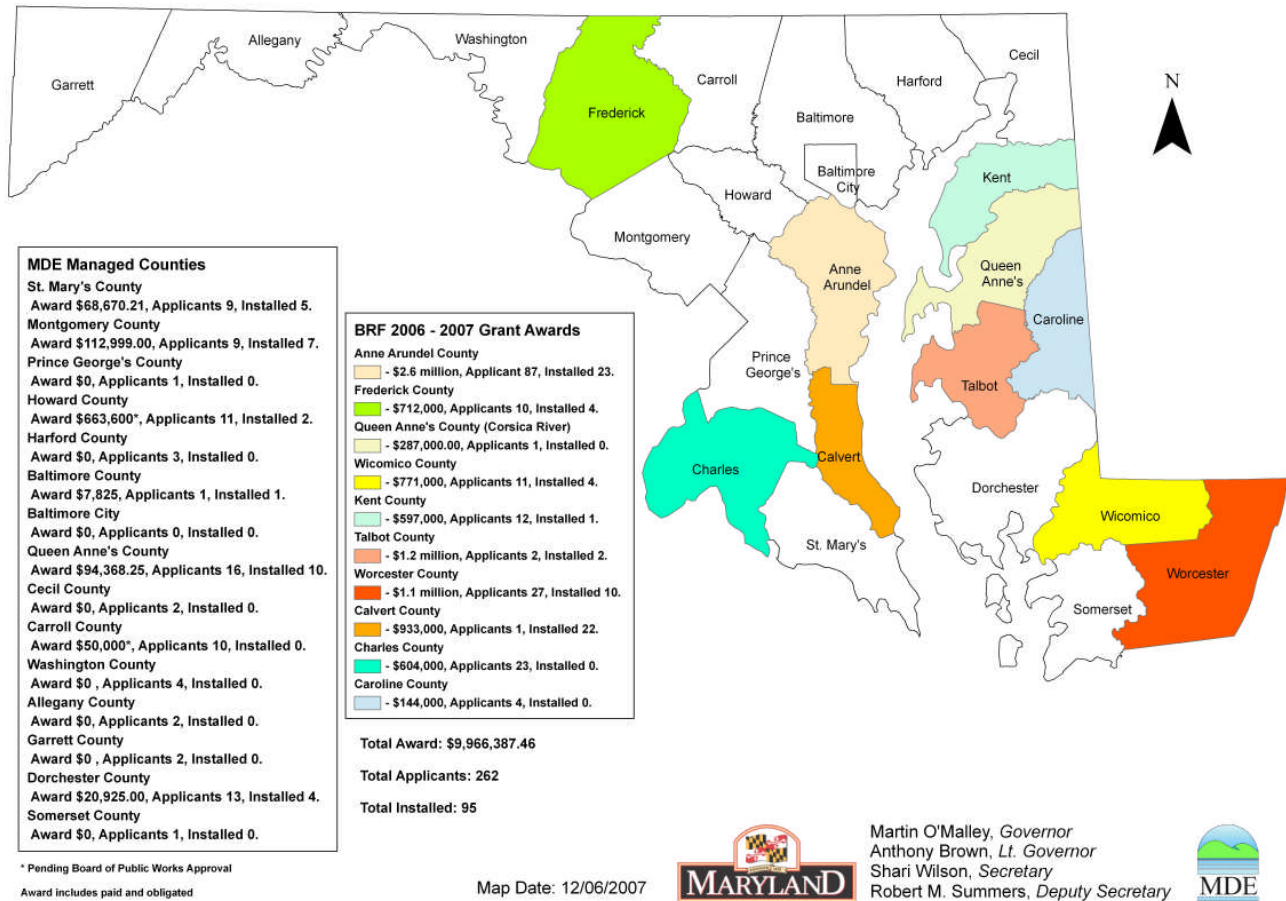 Garrett
Allegany
Washington
Frederick
Carroll
Baltimore
Harford
Cecil
N
Baltimore
City
Howard
Montgomery
Kent
Queen
Anne's
Anne
Arundel
Caroline
Prince
George's
Talbot
Calvert
Charles
Dorchester
Wicomico
St. Mary's
Worcester
Somerset
MDE Managed Counties
St. Mary's County
Award $68,670.21, Applicants 9, Installed 5.
Montgomery County
Award $112,999.00, Applicants 9, Installed 7.
Prince George's County
Award $0, Applicants 1, Installed 0.
Howard County
Award $663,600*, Applicants 11, Installed 2.
Harford County
Award $0, Applicants 3, Installed 0.
Baltimore County
Award $7,825, Applicants 1, Installed 1.
Baltimore City
Award $0, Applicants 0, Installed 0.
Queen Anne's County
Award $94,368.25, Applicants 16, Installed 10.
Cecil County
Award $0, Applicants 2, Installed 0.
Carroll County
Award $50,000*, Applicants 10, Installed 0.
Washington County
Award $0 , Applicants 4, Installed 0.
Allegany County
Award $0, Applicants 2, Installed 0.
Garrett County
Award $0 , Applicants 2, Installed 0.
Dorchester County
Award $20,925.00, Applicants 13, Installed 4.
Somerset County
Award $0, Applicants 1, Installed 0.
* Pending Board of Public Works Approval
Award includes paid and obligated
BRF 2006 - 2007 Grant Awards
Anne Arundel County
- $2.6 million, Applicant 87, Installed 23.
Frederick County
- $712,000, Applicants 10, Installed 4.
Queen Anne's County (Corsica River)
- $287,000.00, Applicants 1, Installed 0.
Wicomico County
- $771,000, Applicants 11, Installed 4.
Kent County
- $597,000, Applicants 12, Installed 1.
Talbot County
- $1.2 million, Applicants 2, Installed 2.
Worcester County
- $1.1 million, Applicants 27, Installed 10.
Calvert County
- $933,000, Applicants 1, Installed 22.
Charles County
- $604,000, Applicants 23, Installed 0.
Caroline County
- $144,000, Applicants 4, Installed 0.
Total Award: $9,966,387.46
Total Applicants: 262
Total Installed: 95
Map Date: 12/06/2007
MARYLAND
Martin O'Malley, Governor
Anthony Brown, Lt. Governor
Shari Wilson, Secretary
Robert M. Summers, Deputy Secretary
MDE